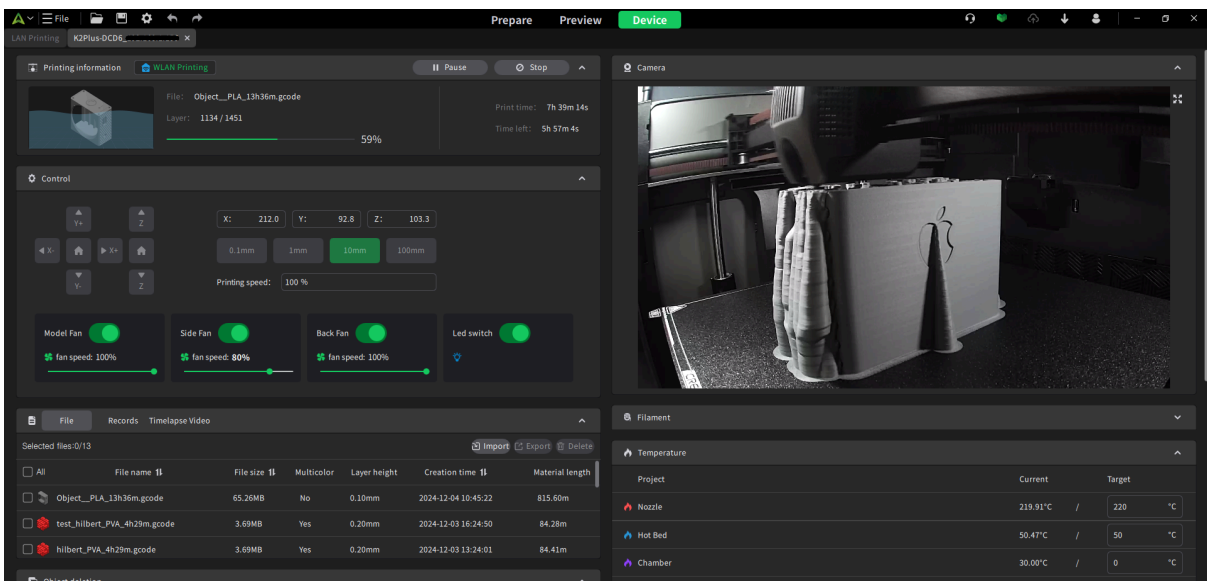 File
Prepare Preview Device
LAN Printing K2Plus-DCD6_
Printing information WLAN Printing Pause Stop
File: Object__PLA_13h36m.gcode
Layer: 1134 / 1451
59%
Print time: 7h 39m 14s
Time left: 5h 57m 4s
Control
Y+ Z
X: 212.0 Y: 92.8 Z: 103.3
X- X+
0.1mm 1mm 10mm 100mm
Y- Z
Printing speed: 100 %
Model Fan Side Fan Back Fan Led switch
fan speed: 100% fan speed: 80% fan speed: 100%
File Records Timelapse Video
Selected files:0/13 Import Export Delete
All File name File size Multicolor Layer height Creation time Material length
Object__PLA_13h36m.gcode 65.26MB No 0.10mm 2024-12-04 10:45:22 815.60m
test_hilbert_PVA_4h29m.gcode 3.69MB Yes 0.20mm 2024-12-03 16:24:50 84.28m
hilbert_PVA_4h29m.gcode 3.69MB Yes 0.20mm 2024-12-03 13:24:01 84.41m
Object deletion
Camera
Filament
Temperature
Project Current Target
Nozzle 219.91°C / 220 °C
Hot Bed 50.47°C / 50 °C
Chamber 30.00°C / 0 °C